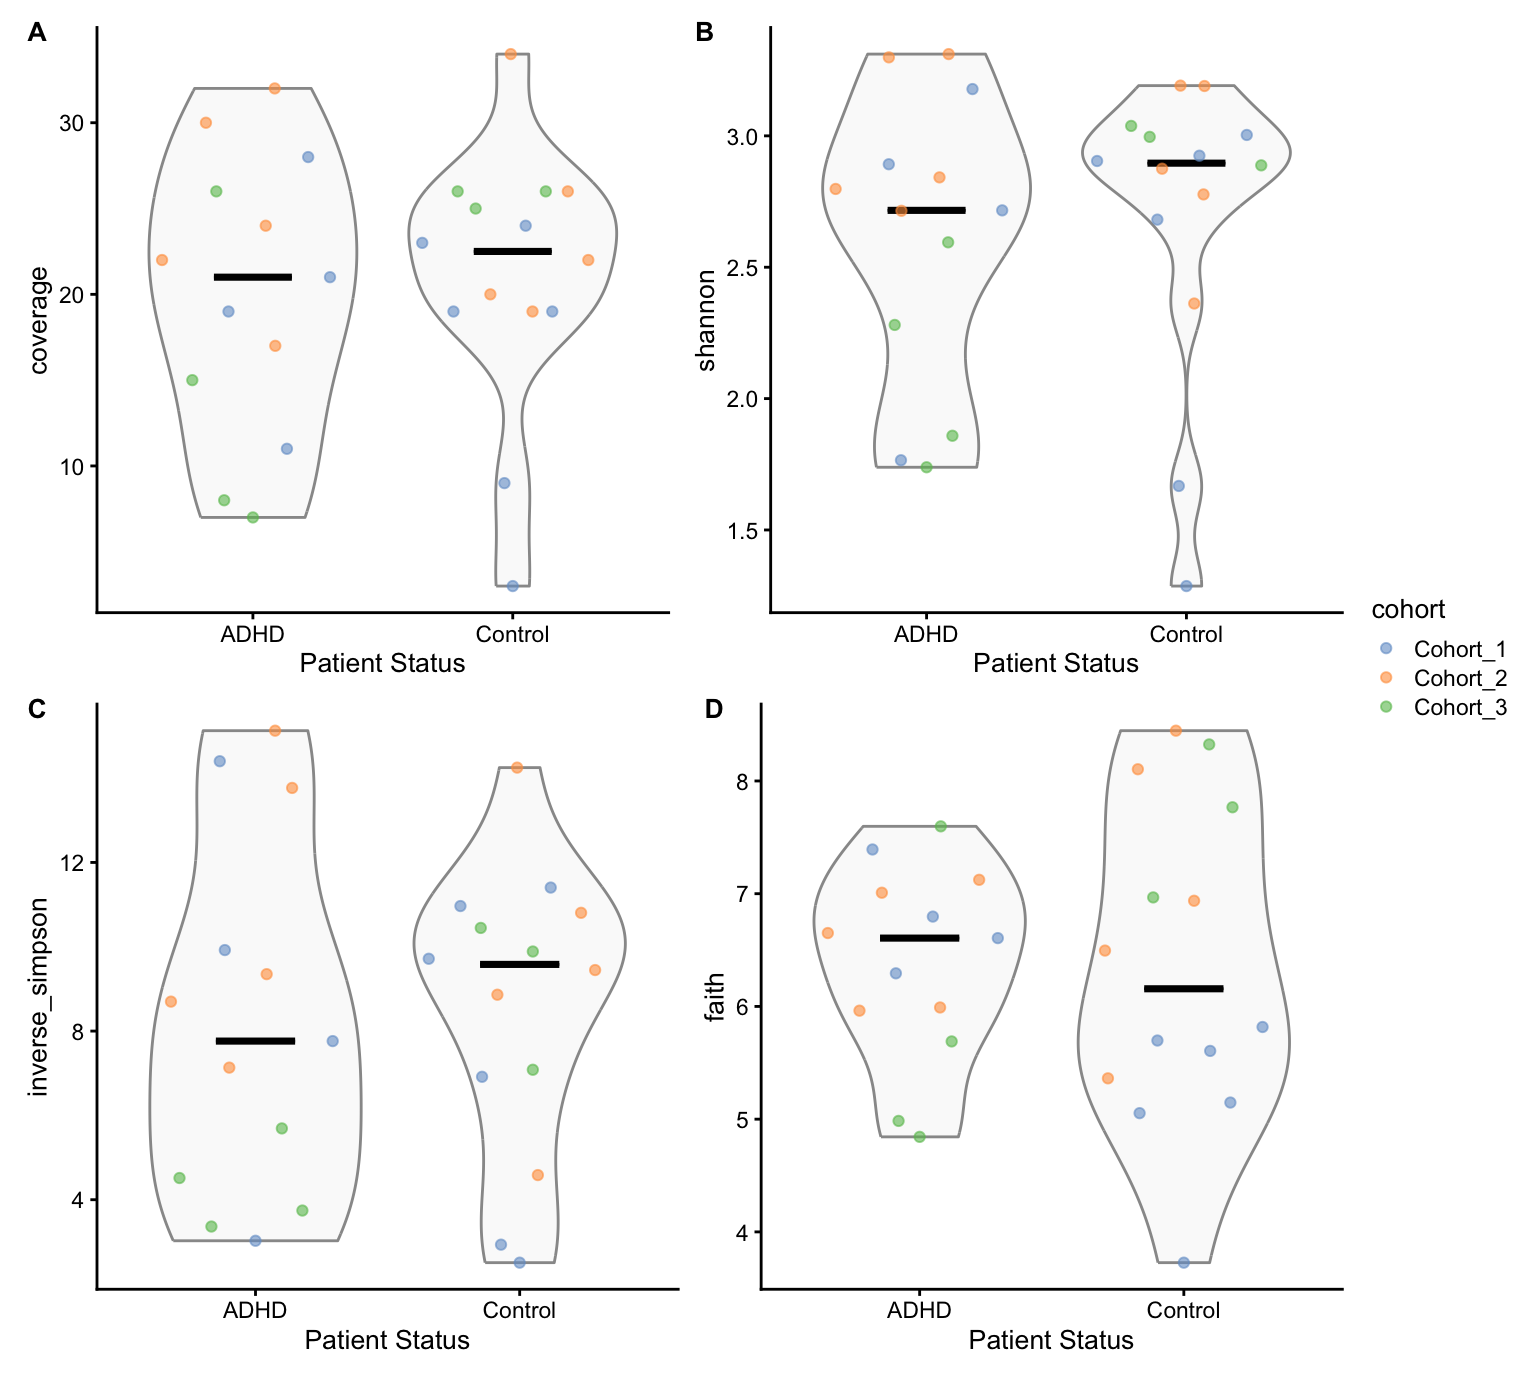 A
coverage
30
20
10
ADHD
Control
Patient Status
B
shannon
3.0
2.5
2.0
1.5
ADHD
Control
Patient Status
cohort
Cohort_1
Cohort_2
Cohort_3
C
inverse_simpson
12
8
4
ADHD
Control
Patient Status
D
faith
8
7
6
5
4
ADHD
Control
Patient Status